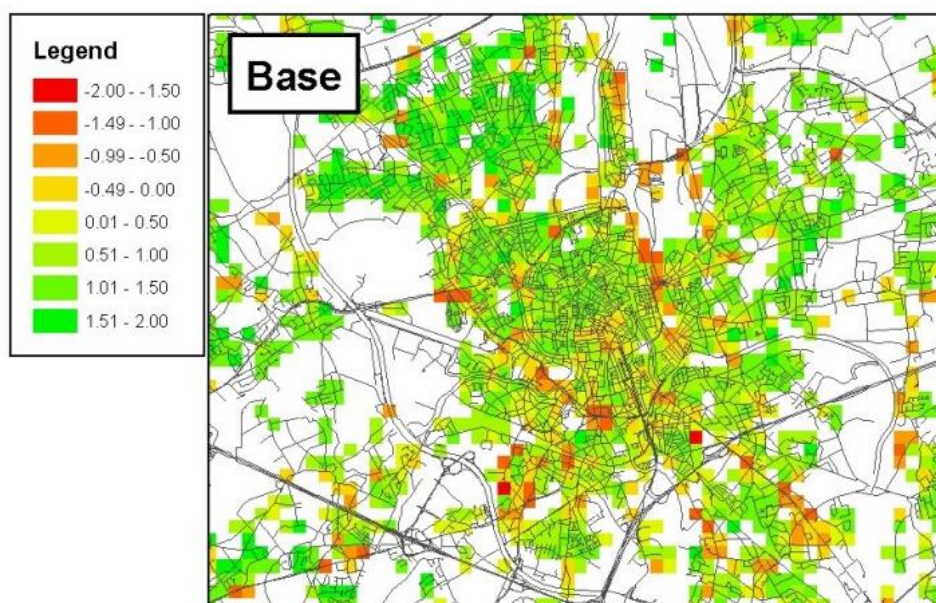 Legend
-2.00 - -1.50
-1.49 - -1.00
-0.99 - -0.50
-0.49 - 0.00
0.01 - 0.50
0.51 - 1.00
1.01 - 1.50
1.51 - 2.00
Base